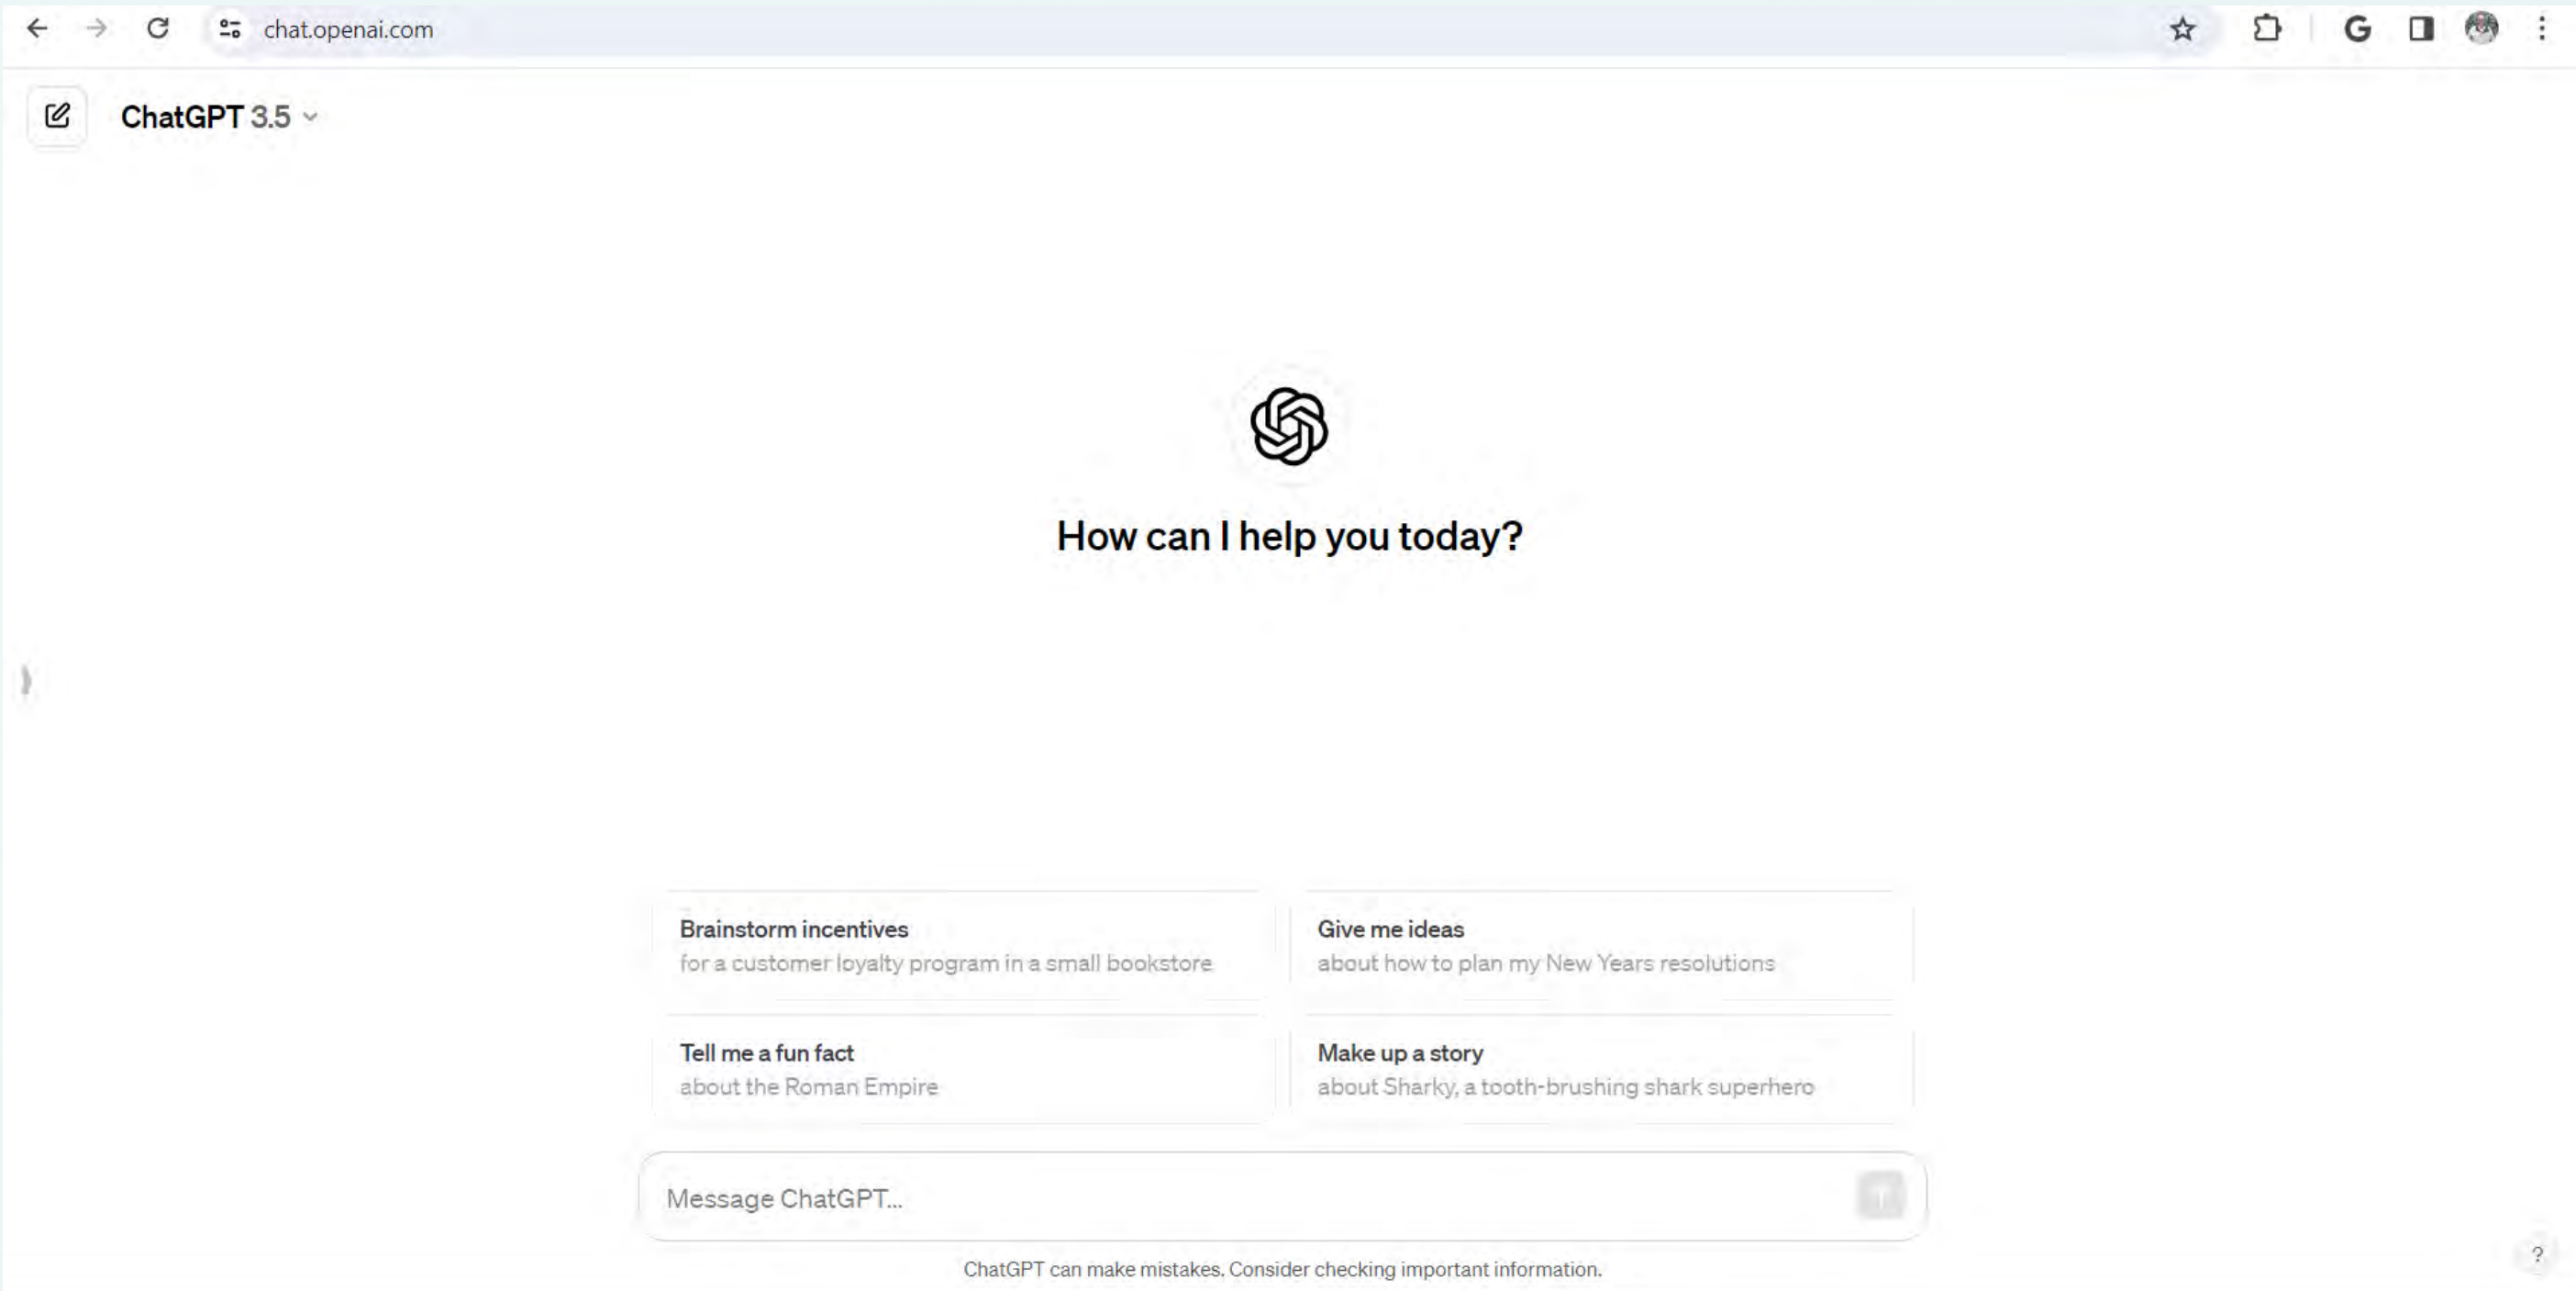 chat.openai.com
ChatGPT 3.5
How can I help you today?
Brainstorm incentives
for a customer loyalty program in a small bookstore
Give me ideas
about how to plan my New Years resolutions
Tell me a fun fact
about the Roman Empire
Make up a story
about Sharky, a tooth-brushing shark superhero
Message ChatGPT...
ChatGPT can make mistakes. Consider checking important information.
?